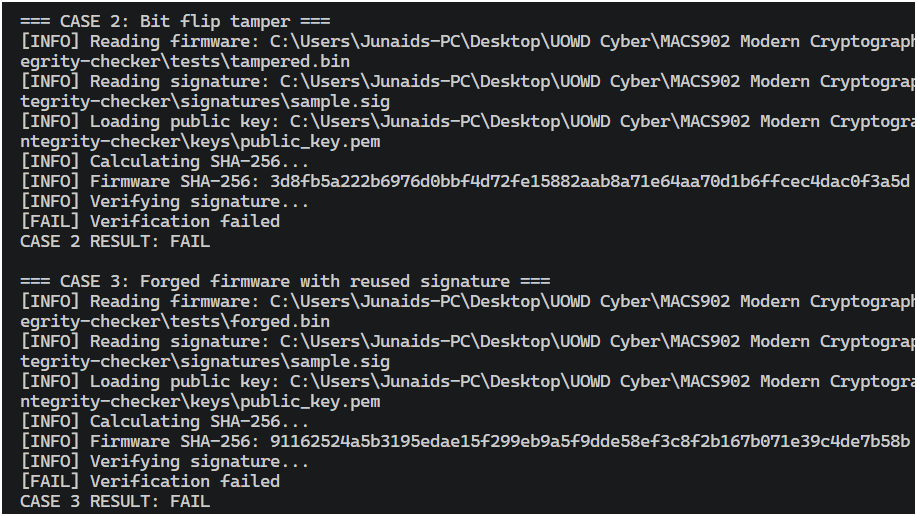 === CASE 2: Bit flip tamper ===
[INFO] Reading firmware: C:\Users\Junaids-PC\Desktop\UOWD Cyber\MACS902 Modern Cryptograph
egrity-checker\tests\tampered.bin
[INFO] Reading signature: C:\Users\Junaids-PC\Desktop\UOWD Cyber\MACS902 Modern Cryptograp
tegrity-checker\signatures\sample.sig
[INFO] Loading public key: C:\Users\Junaids-PC\Desktop\UOWD Cyber\MACS902 Modern Cryptogra
ntegrity-checker\keys\public_key.pem
[INFO] Calculating SHA-256...
[INFO] Firmware SHA-256: 3d8fb5a222b6976d0bbf4d72fe15882aab8a71e64aa70d1b6ffcec4dac0f3a5d
[INFO] Verifying signature...
[FAIL] Verification failed
CASE 2 RESULT: FAIL

=== CASE 3: Forged firmware with reused signature ===
[INFO] Reading firmware: C:\Users\Junaids-PC\Desktop\UOWD Cyber\MACS902 Modern Cryptograph
egrity-checker\tests\forged.bin
[INFO] Reading signature: C:\Users\Junaids-PC\Desktop\UOWD Cyber\MACS902 Modern Cryptograp
tegrity-checker\signatures\sample.sig
[INFO] Loading public key: C:\Users\Junaids-PC\Desktop\UOWD Cyber\MACS902 Modern Cryptogra
ntegrity-checker\keys\public_key.pem
[INFO] Calculating SHA-256...
[INFO] Firmware SHA-256: 91162524a5b3195edae15f299eb9a5f9dde58ef3c8f2b167b071e39c4de7b58b
[INFO] Verifying signature...
[FAIL] Verification failed
CASE 3 RESULT: FAIL